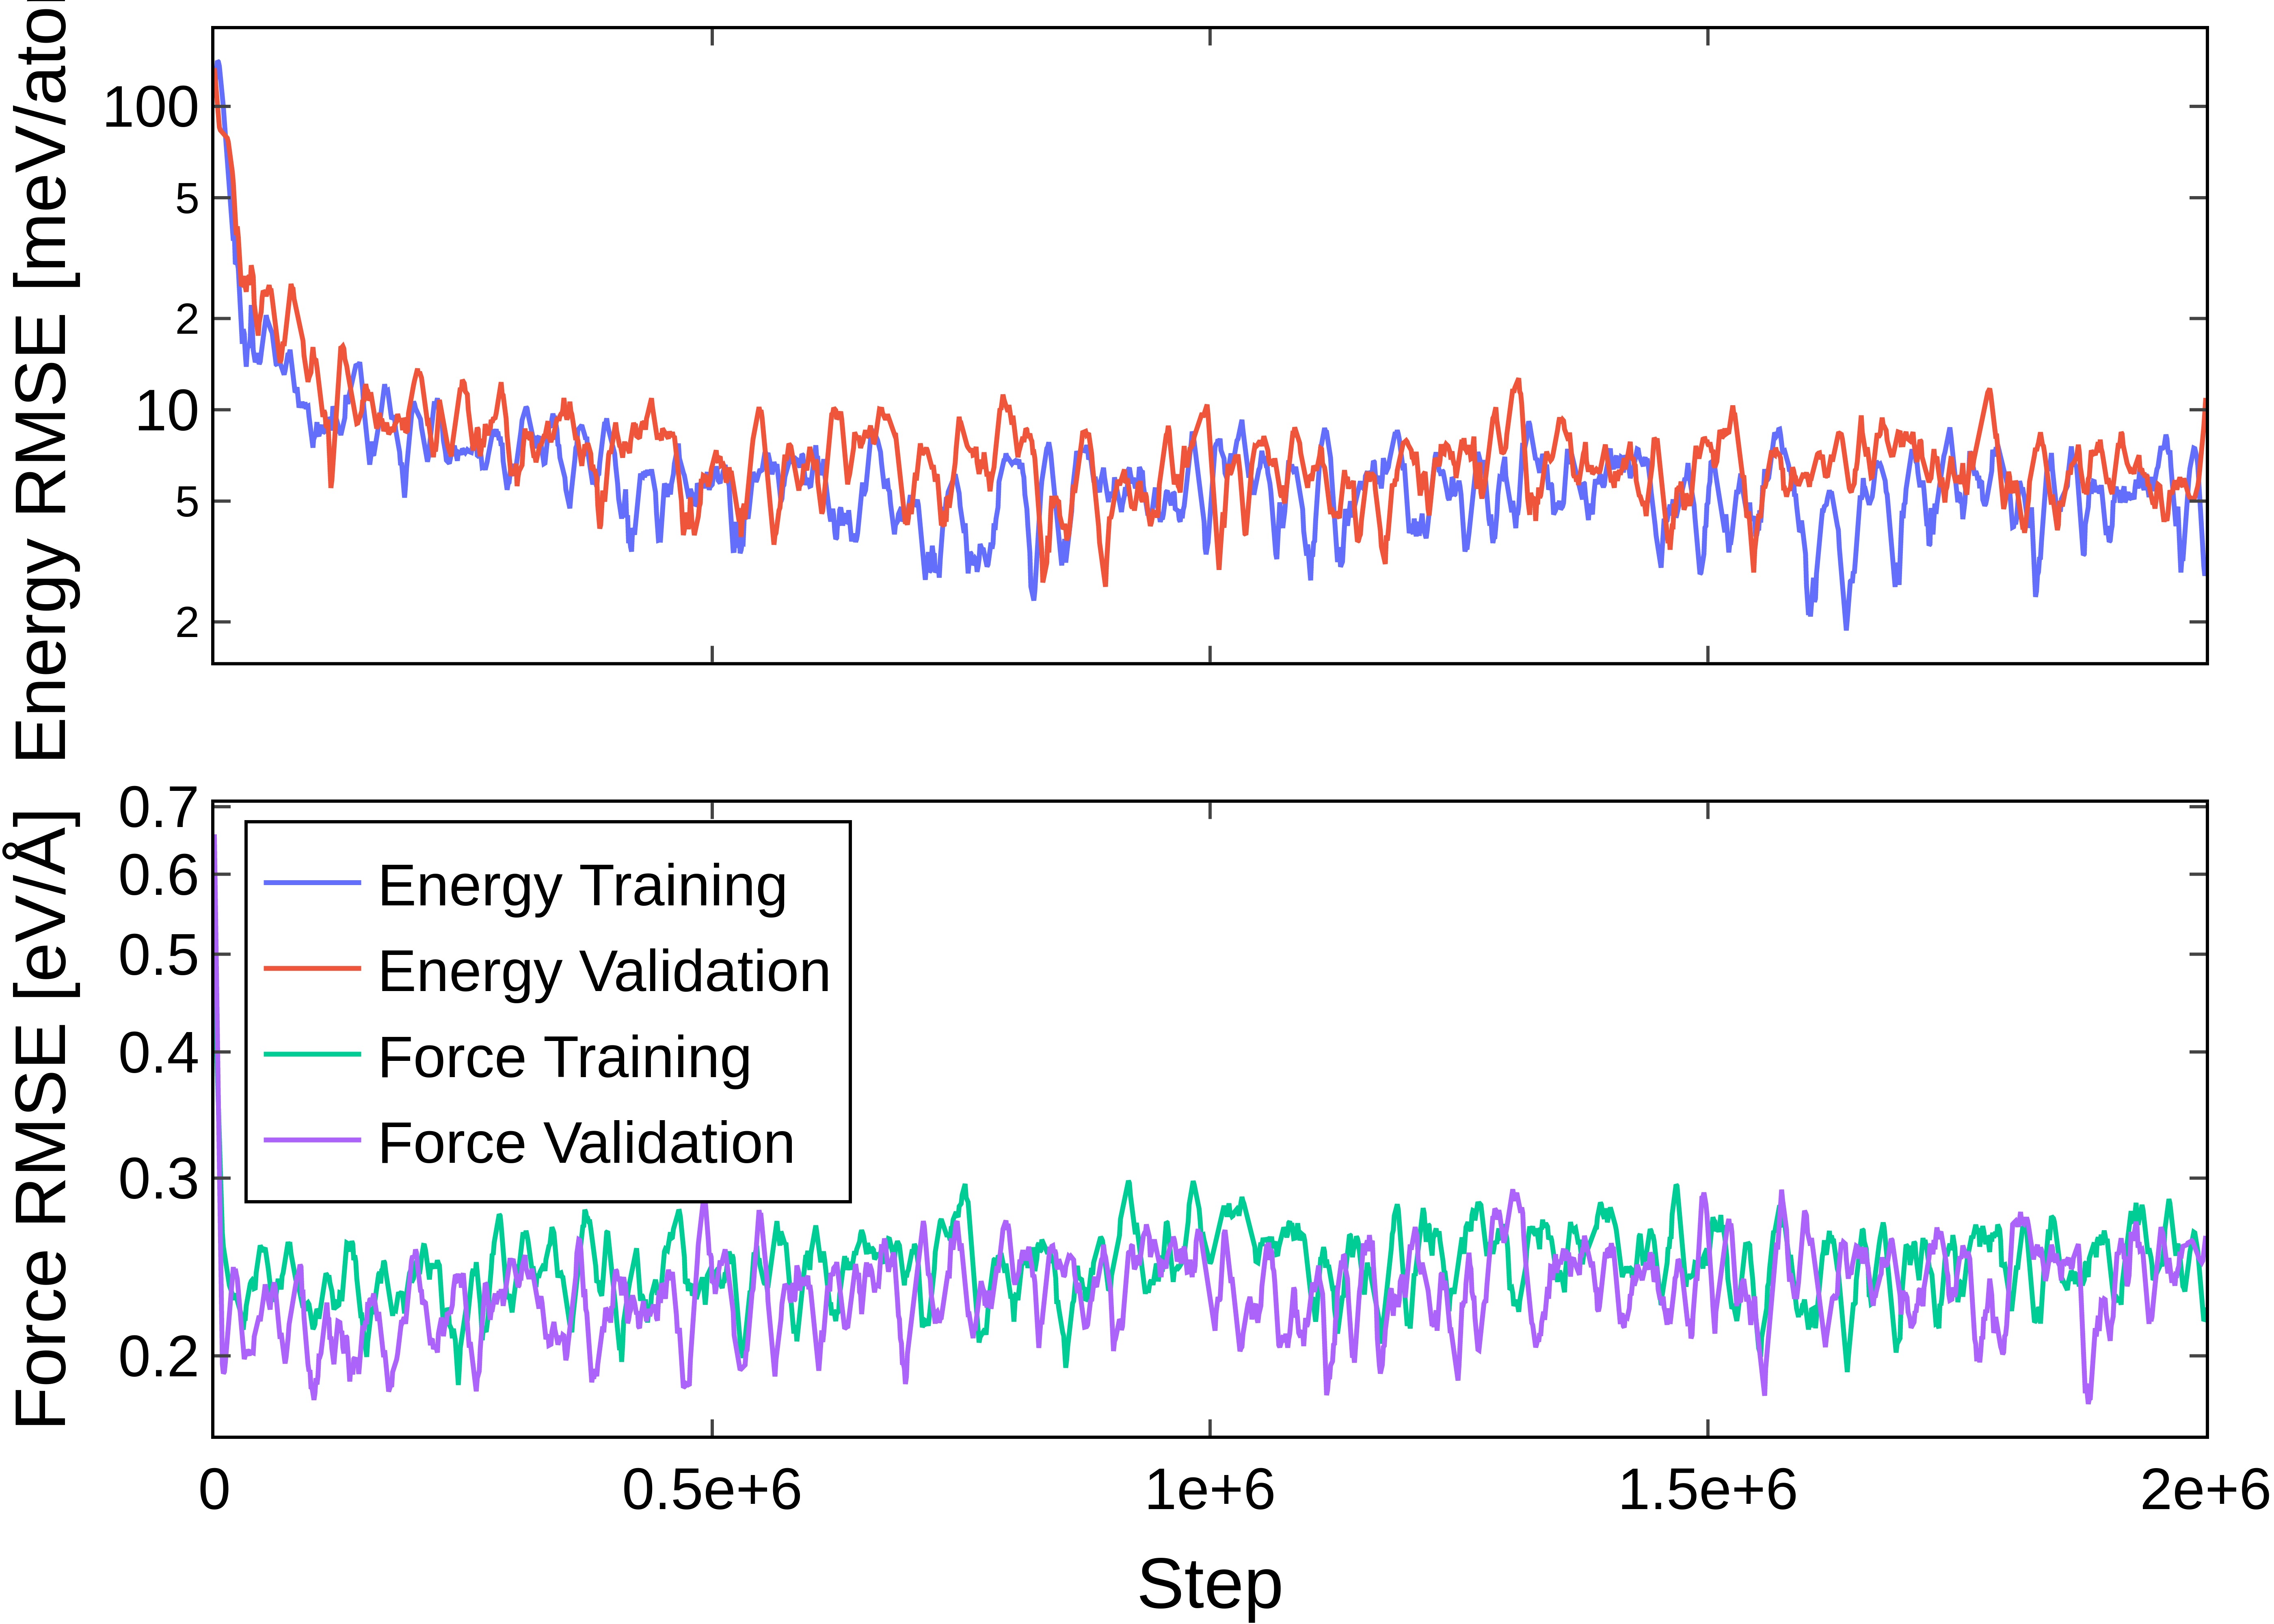 Energy RMSE [meV/ato
100
5
2
10
5
2
Force RMSE [eV/Å]
0.7
0.6
0.5
0.4
0.3
0.2
Energy Training
Energy Validation
Force Training
Force Validation
0
0.5e+6
1e+6
1.5e+6
2e+6
Step